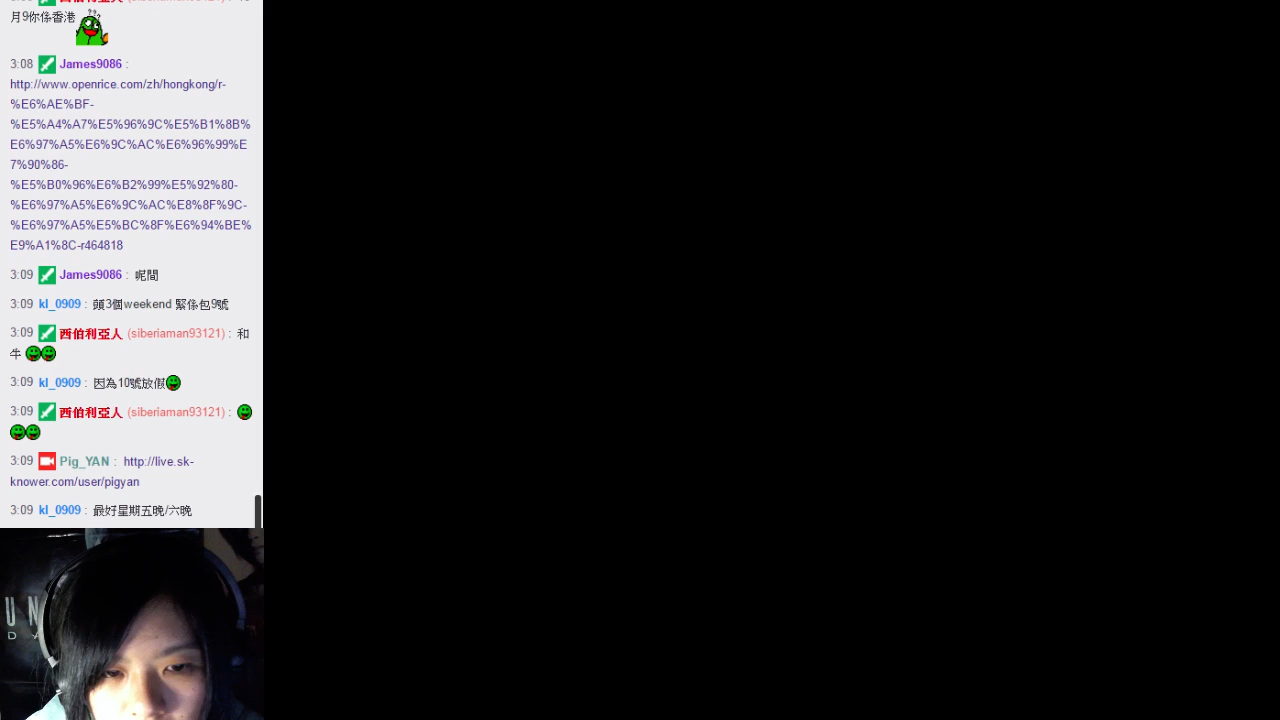 月9你係香港
3:08 James9086 :
http://www.openrice.com/zh/hongkong/r-
%E6%AE%BF-
%E5%A4%A7%E5%96%9C%E5%B1%8B%
E6%97%A5%E6%9C%AC%E6%96%99%E
7%90%86-
%E5%B0%96%E6%B2%99%E5%92%80-
%E6%97%A5%E6%9C%AC%E8%8F%9C-
%E6%97%A5%E5%BC%8F%E6%94%BE%
E9%A1%8C-r464818
3:09 James9086 : 呢間
3:09 kl_0909 : 頭3個weekend 緊係包9號
3:09 西伯利亞人 (siberiaman93121) : 和
牛
3:09 kl_0909 : 因為10號放假
3:09 西伯利亞人 (siberiaman93121) :
3:09 Pig_YAN : http://live.sk-
knower.com/user/pigyan
3:09 kl_0909 : 最好星期五晚/六晚
UN
DA